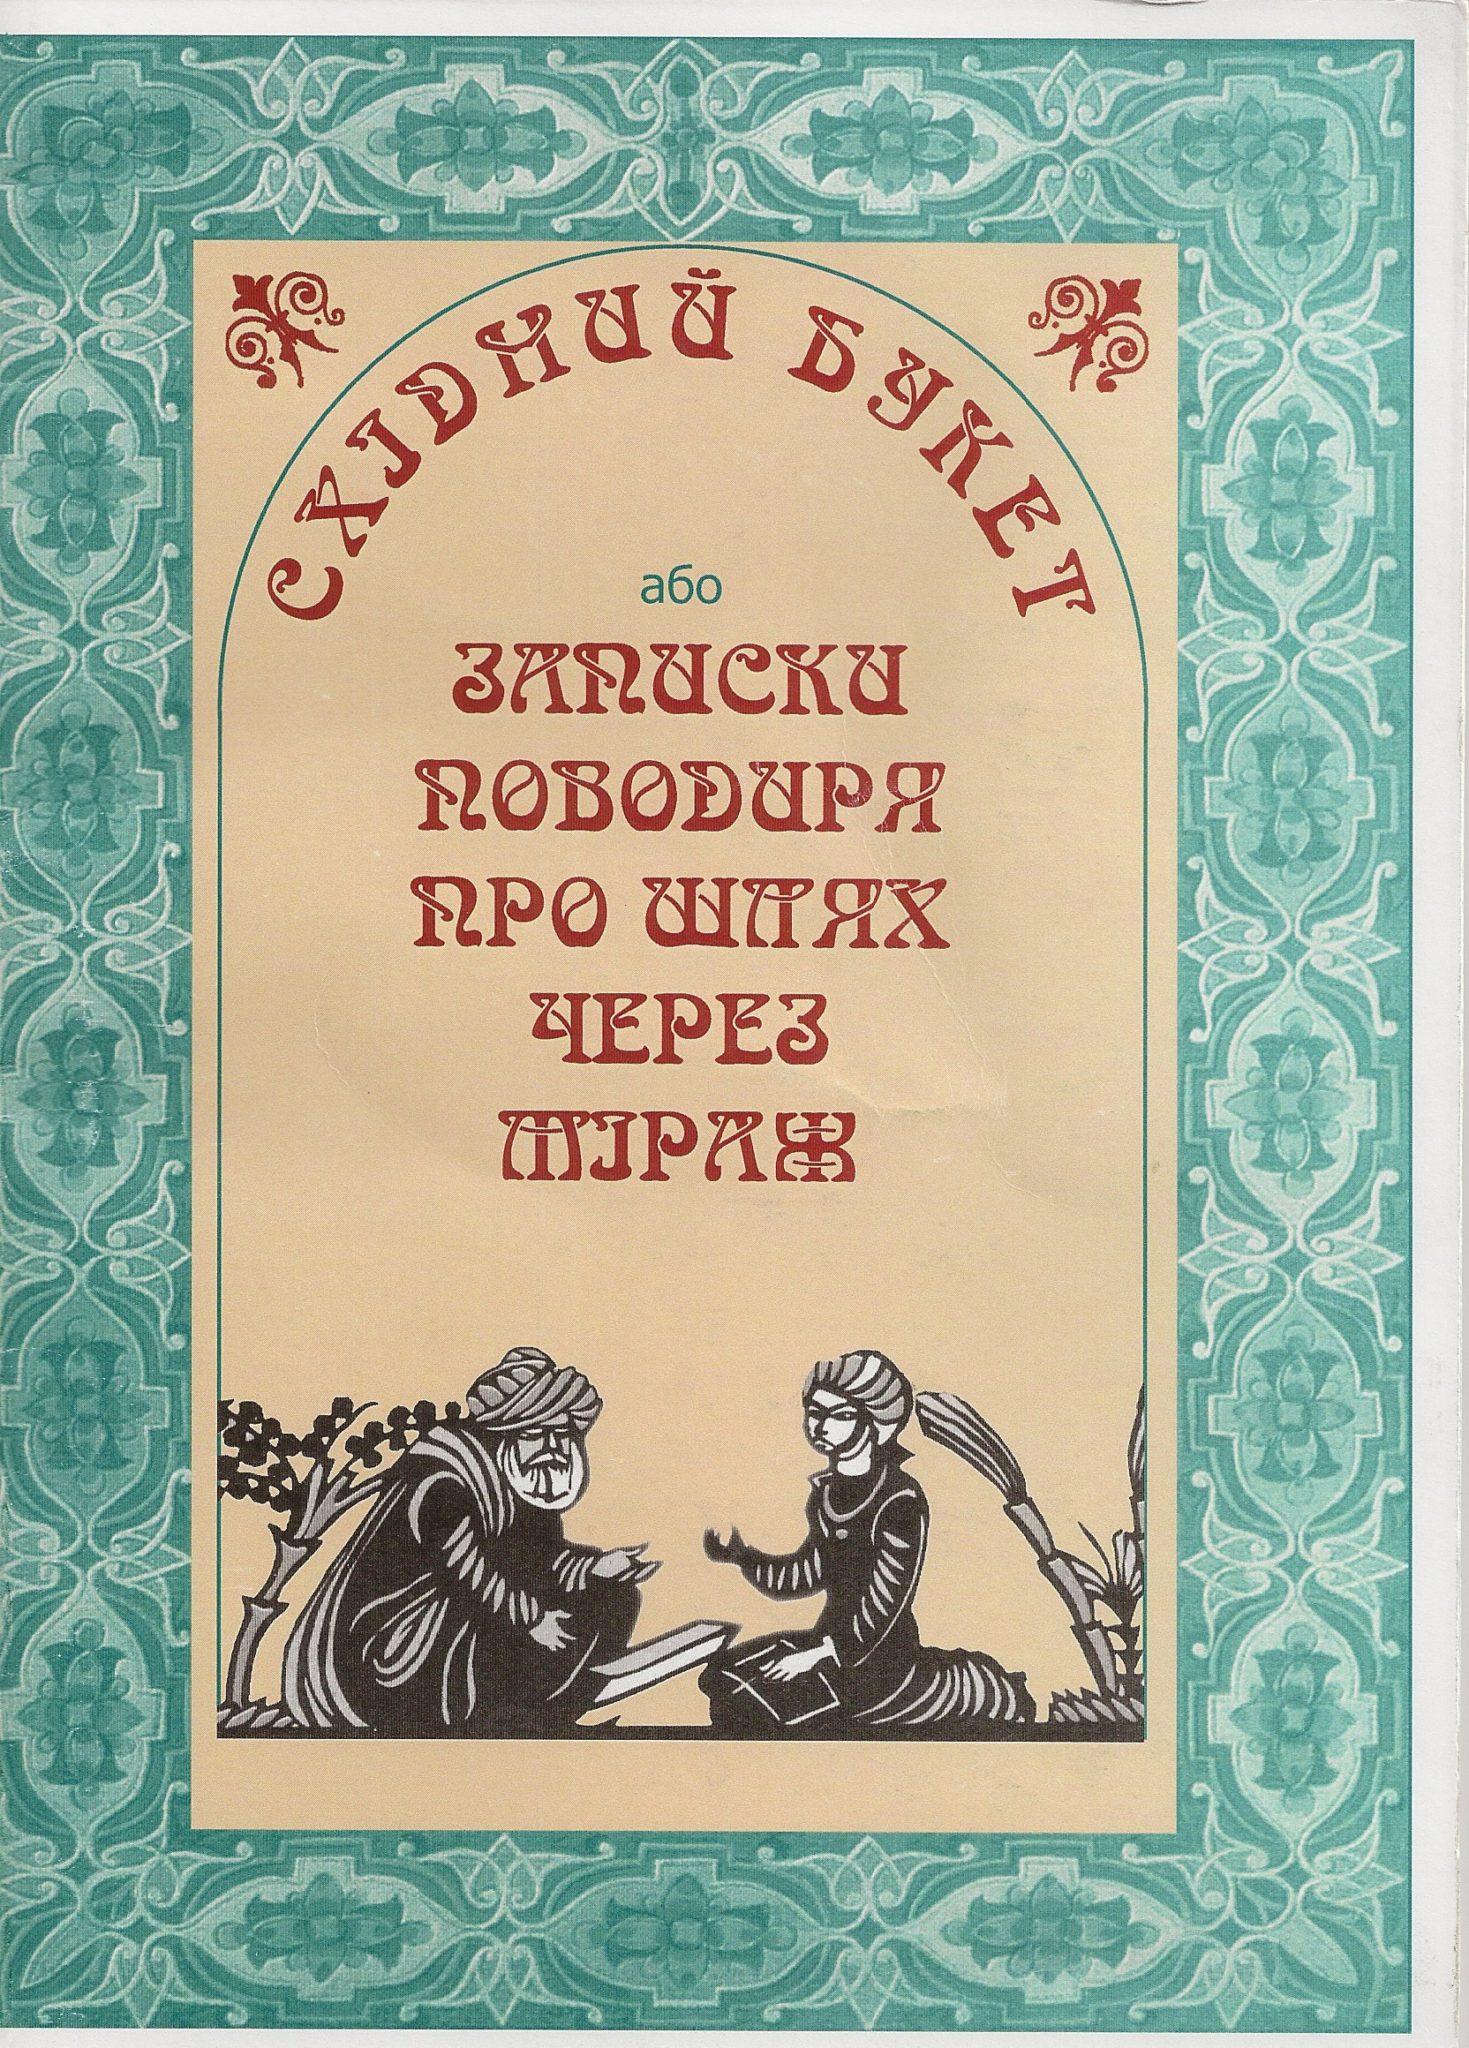 СХІДНИЙ БУКЕТ
або
ЗАПИСКИ
ПОВОДИРЯ
ПРО ШЛЯХ
ЧЕРЕЗ
МІРАЖ